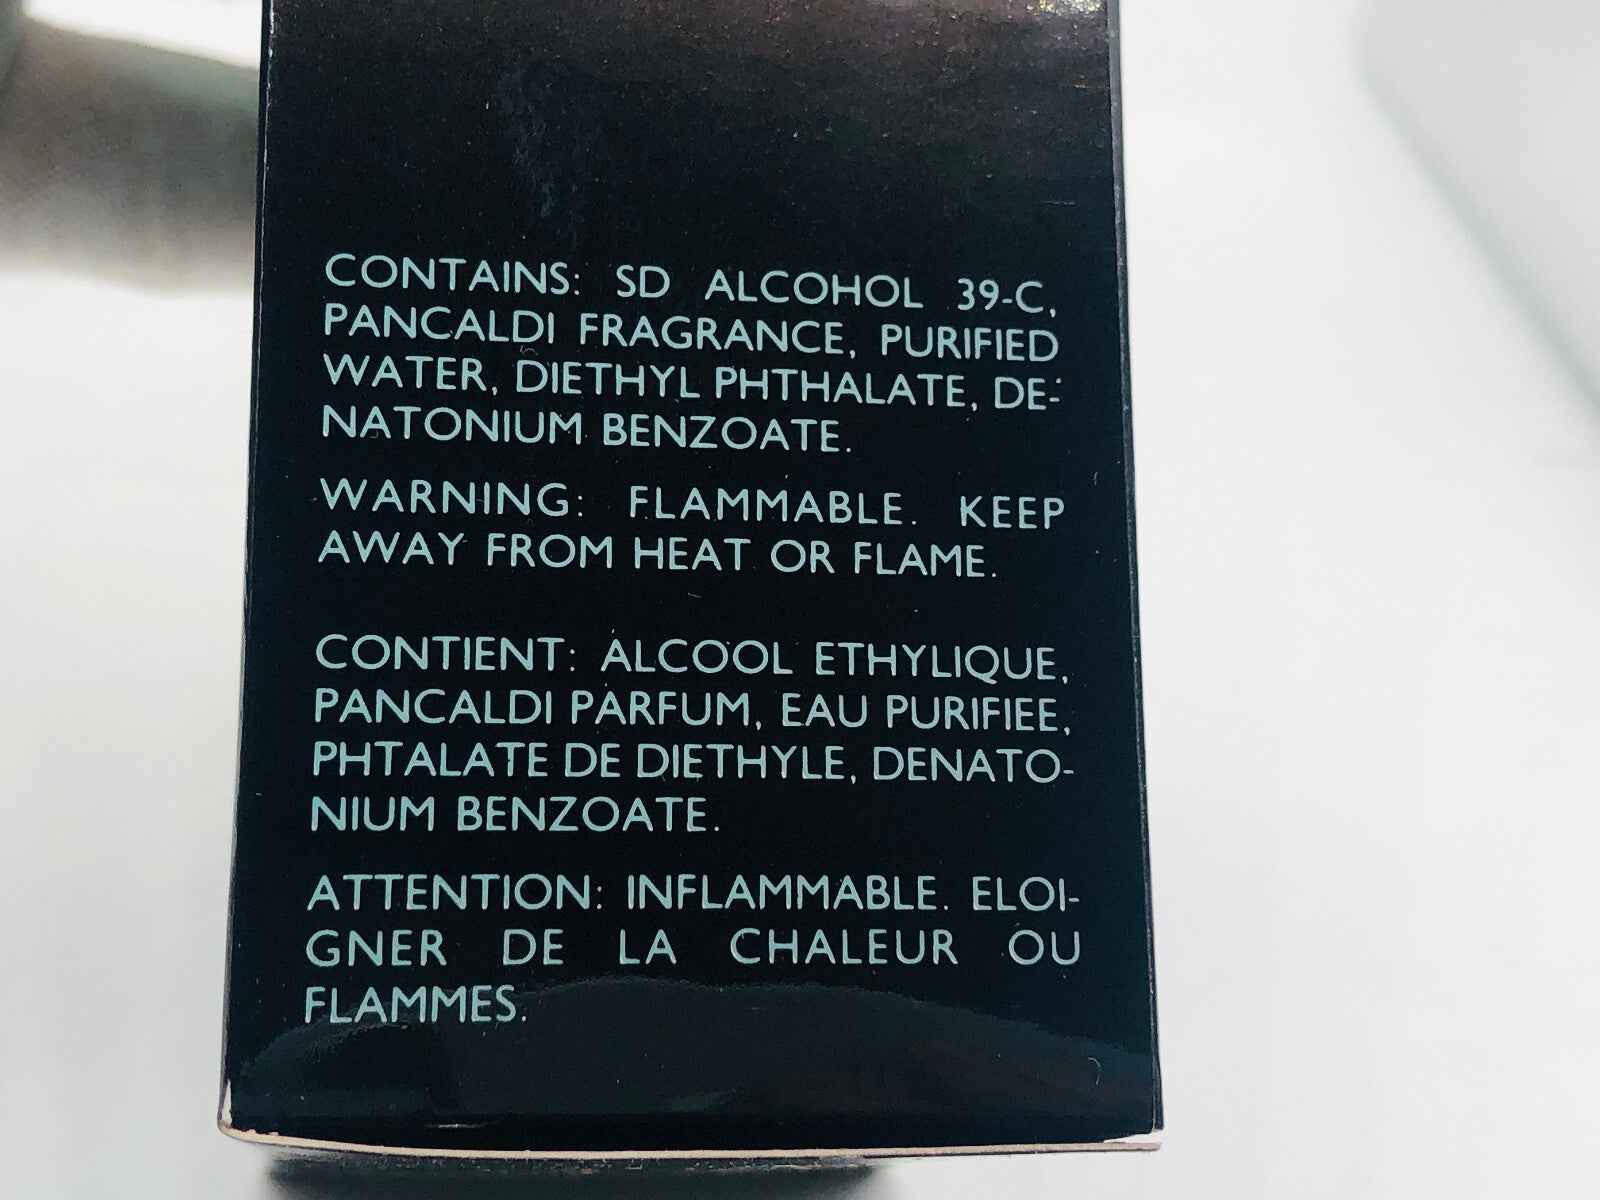 CONTAINS: SD ALCOHOL 39-C,
PANCALDI FRAGRANCE, PURIFIED
WATER, DIETHYL PHTHALATE, DE-
NATONIUM BENZOATE.
WARNING: FLAMMABLE. KEEP
AWAY FROM HEAT OR FLAME.
CONTIENT: ALCOOL ETHYLIQUE,
PANCALDI PARFUM, EAU PURIFIEE,
PHTALATE DE DIETHYLE, DENATO-
NIUM BENZOATE.
ATTENTION: INFLAMMABLE. ELOI-
GNER DE LA CHALEUR OU
FLAMMES.